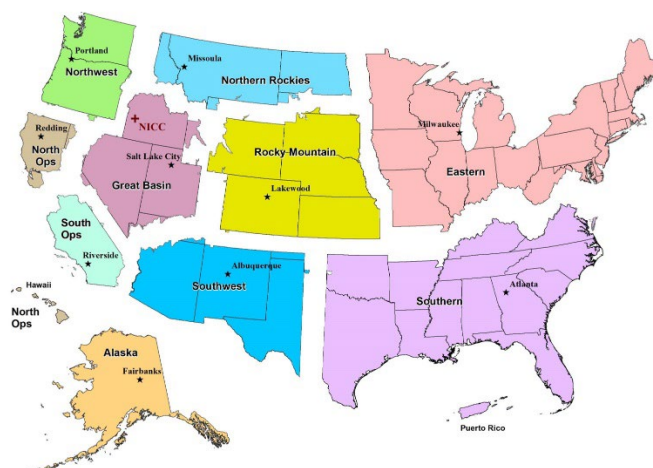 Portland
Northwest
Missoula
Northern Rockies
Redding
North Ops
NICC
Salt Lake City
Great Basin
Rocky Mountain
Lakewood
Milwaukee
Eastern
South Ops
Riverside
Albuquerque
Southwest
Atlanta
Southern
Hawaii
North Ops
Alaska
Fairbanks
Puerto Rico